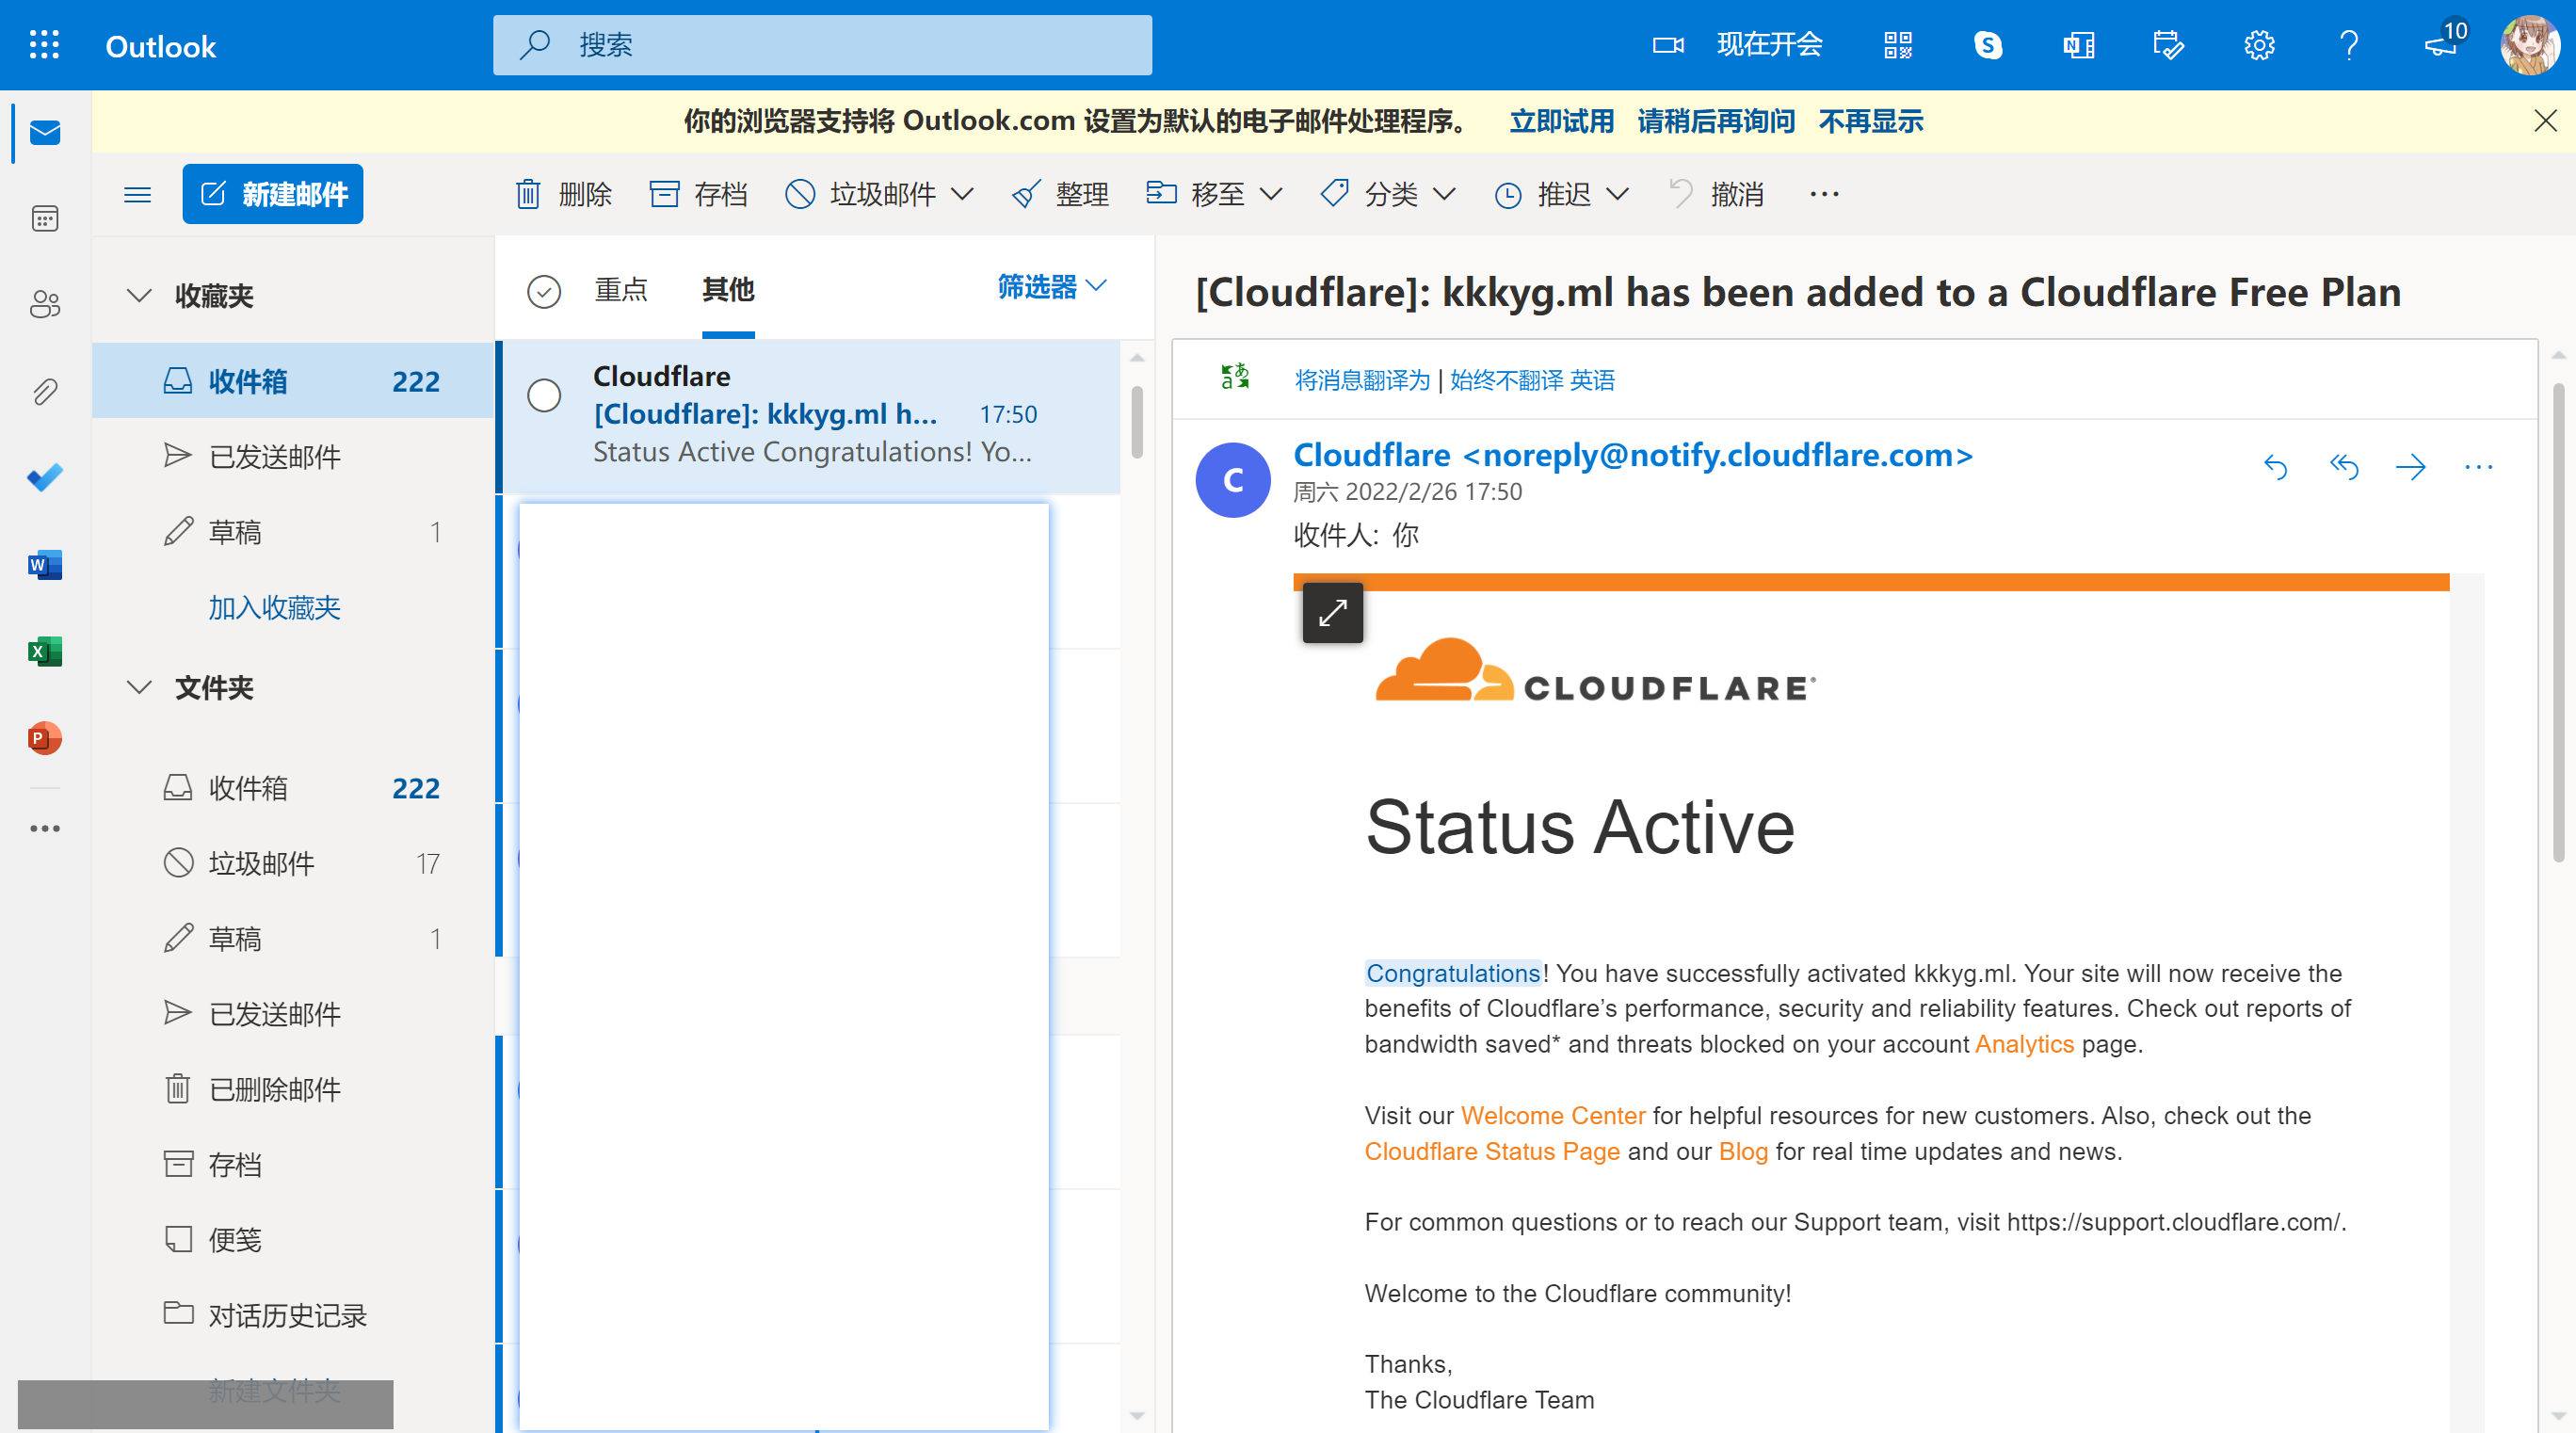 Outlook
搜索
现在开会
10
你的浏览器支持将 Outlook.com 设置为默认的电子邮件处理程序。 立即试用 请稍后再询问 不再显示
新建邮件
删除 存档 垃圾邮件 整理 移至 分类 推迟 撤消
收藏夹
收件箱 222
已发送邮件
草稿 1
加入收藏夹
文件夹
收件箱 222
垃圾邮件 17
草稿 1
已发送邮件
已删除邮件
存档
便笺
对话历史记录
新建文件夹
重点 其他 筛选器
Cloudflare
[Cloudflare]: kkkyg.ml h... 17:50
Status Active Congratulations! Yo...
[Cloudflare]: kkkyg.ml has been added to a Cloudflare Free Plan
将消息翻译为 | 始终不翻译 英语
C
Cloudflare <noreply@notify.cloudflare.com>
周六 2022/2/26 17:50
收件人: 你
CLOUDFLARE
Status Active
Congratulations! You have successfully activated kkkyg.ml. Your site will now receive the
benefits of Cloudflare’s performance, security and reliability features. Check out reports of
bandwidth saved* and threats blocked on your account Analytics page.
Visit our Welcome Center for helpful resources for new customers. Also, check out the
Cloudflare Status Page and our Blog for real time updates and news.
For common questions or to reach our Support team, visit https://support.cloudflare.com/.
Welcome to the Cloudflare community!
Thanks,
The Cloudflare Team